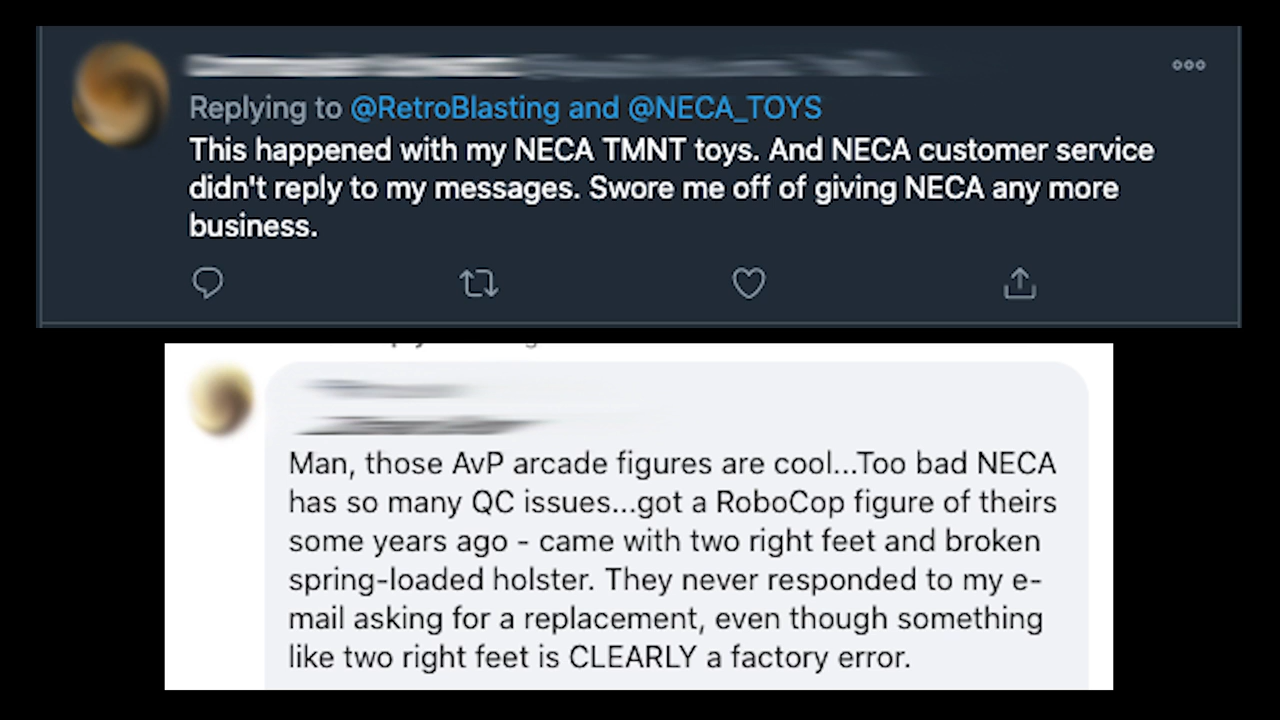 Replying to @RetroBlasting and @NECA_TOYS
This happened with my NECA TMNT toys. And NECA customer service
didn't reply to my messages. Swore me off of giving NECA any more
business.
Man, those AvP arcade figures are cool...Too bad NECA
has so many QC issues...got a RoboCop figure of theirs
some years ago - came with two right feet and broken
spring-loaded holster. They never responded to my e-
mail asking for a replacement, even though something
like two right feet is CLEARLY a factory error.